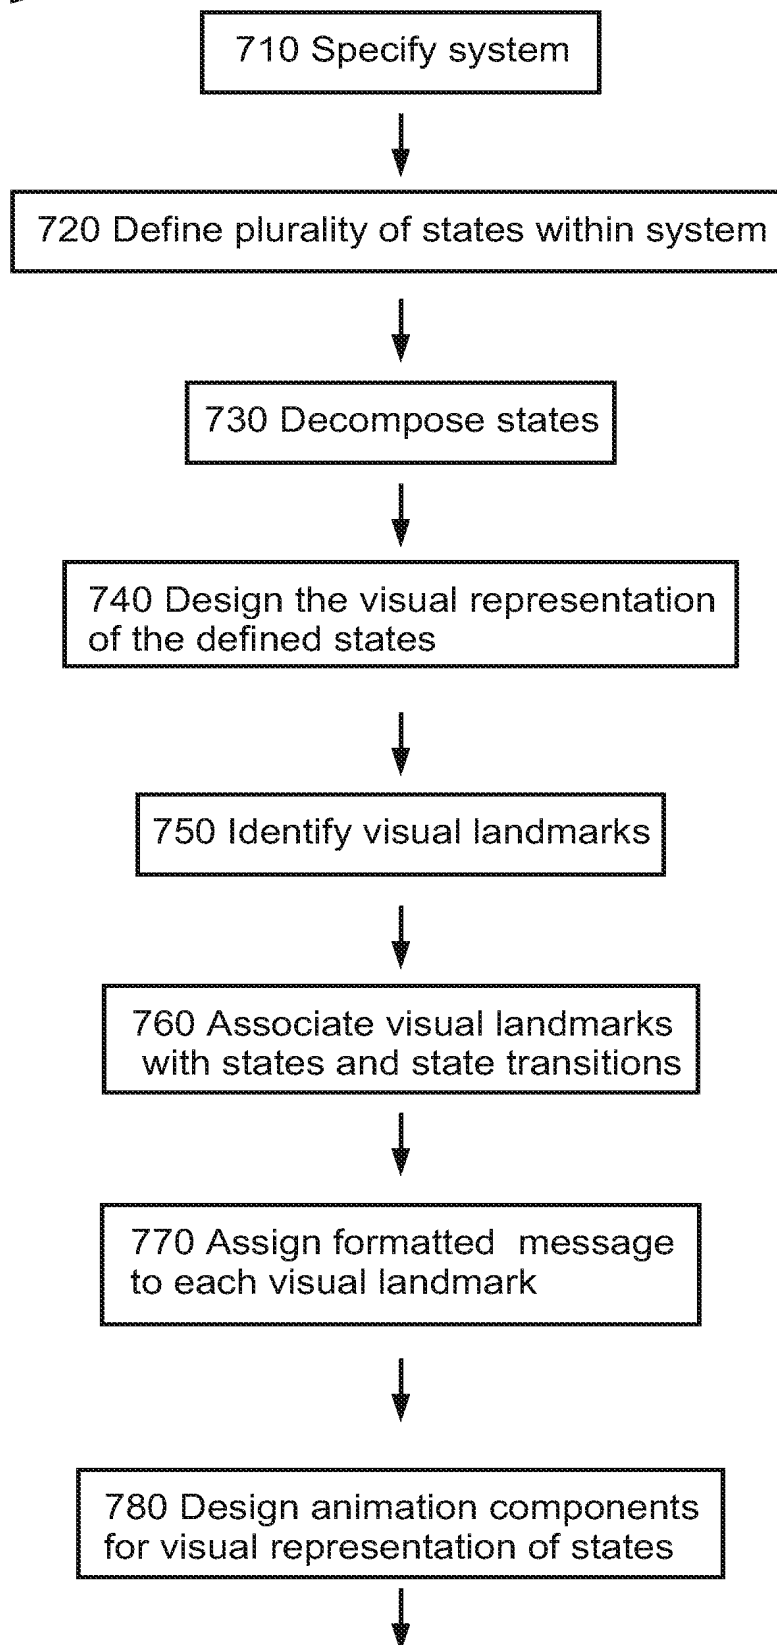 710 Specify system
720 Define plurality of states within system
730 Decompose states
740 Design the visual representation
of the defined states
750 Identify visual landmarks
760 Associate visual landmarks
with states and state transitions
770 Assign formatted message
to each visual landmark
780 Design animation components
for visual representation of states